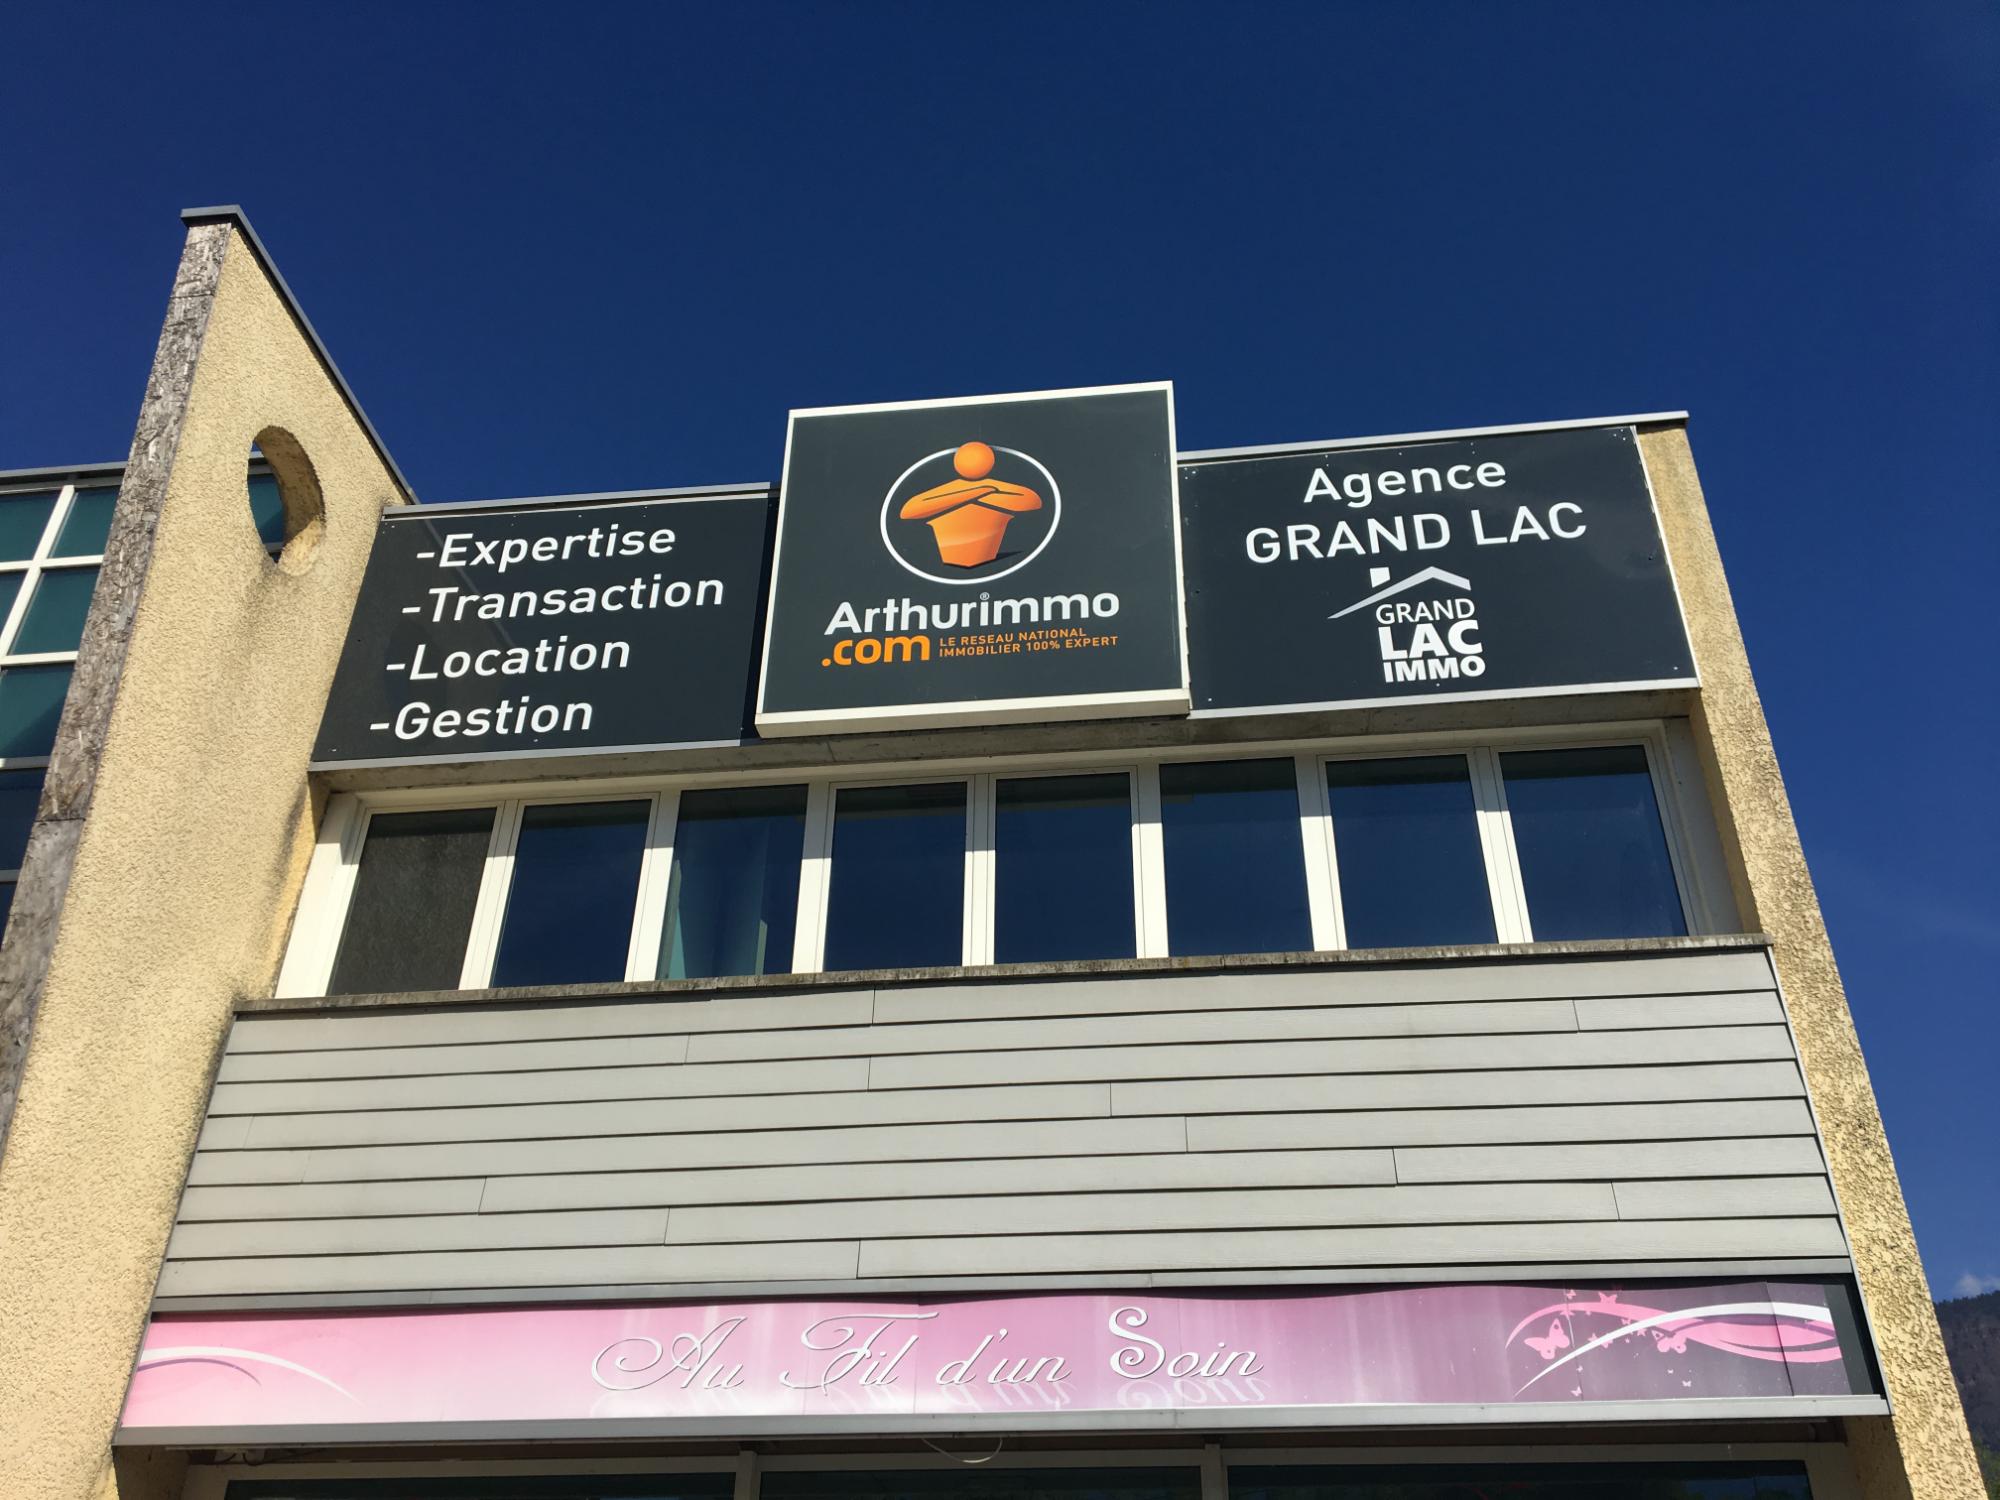 -Expertise
-Transaction
-Location
-Gestion
Arthurimmo®
.com
LE RESEAU NATIONAL
IMMOBILIER 100% EXPERT
Agence
GRAND LAC
GRAND
LAC
IMMO
Au Fil d'un Soin